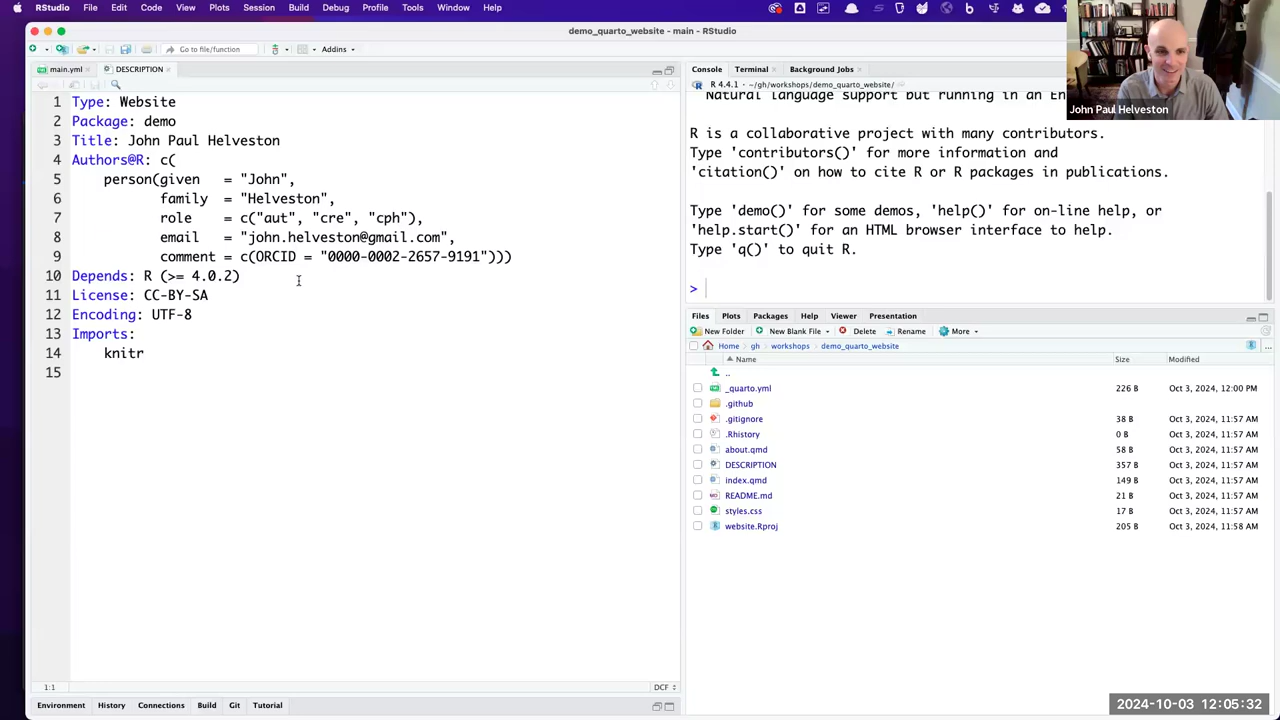 Debug
Profile
Tools
Window
Help
demo_quarto_website - main - RStudio
Go to file/function
Addins
main.yml
DESCRIPTION
1 Type: Website
2 Package: demo
3 Title: John Paul Helveston
4 Authors@R: c(
5 person(given = "John",
6 family = "Helveston",
7 role = c("aut", "cre", "cph"),
8 email = "john.helveston@gmail.com",
9 comment = c(ORCID = "0000-0002-2657-9191")))
10 Depends: R (>= 4.0.2)
11 License: CC-BY-SA
12 Encoding: UTF-8
13 Imports:
14 knitr
15
1:1
DCF
Environment
History
Connections
Build
Git
Tutorial
Console
Terminal
Background Jobs
R 4.4.1 · ~/gh/workshops/demo_quarto_website/
Natural language support but running in an En
R is a collaborative project with many contributors.
Type 'contributors()' for more information and
'citation()' on how to cite R or R packages in publications.
Type 'demo()' for some demos, 'help()' for on-line help, or
'help.start()' for an HTML browser interface to help.
Type 'q()' to quit R.
>
Files
Plots
Packages
Help
Viewer
Presentation
New Folder
New Blank File
Delete
Rename
More
Home
gh
workshops
demo_quarto_website
...
Name
Size
Modified
..
_quarto.yml 226 B Oct 3, 2024, 12:00 PM
.github
.gitignore 38 B Oct 3, 2024, 11:57 AM
.Rhistory 0 B Oct 3, 2024, 11:57 AM
about.qmd 58 B Oct 3, 2024, 11:57 AM
DESCRIPTION 357 B Oct 3, 2024, 11:57 AM
index.qmd 149 B Oct 3, 2024, 11:57 AM
README.md 21 B Oct 3, 2024, 11:57 AM
styles.css 17 B Oct 3, 2024, 11:57 AM
website.Rproj 205 B Oct 3, 2024, 11:58 AM
John Paul Helveston
2024-10-03 12:05:32